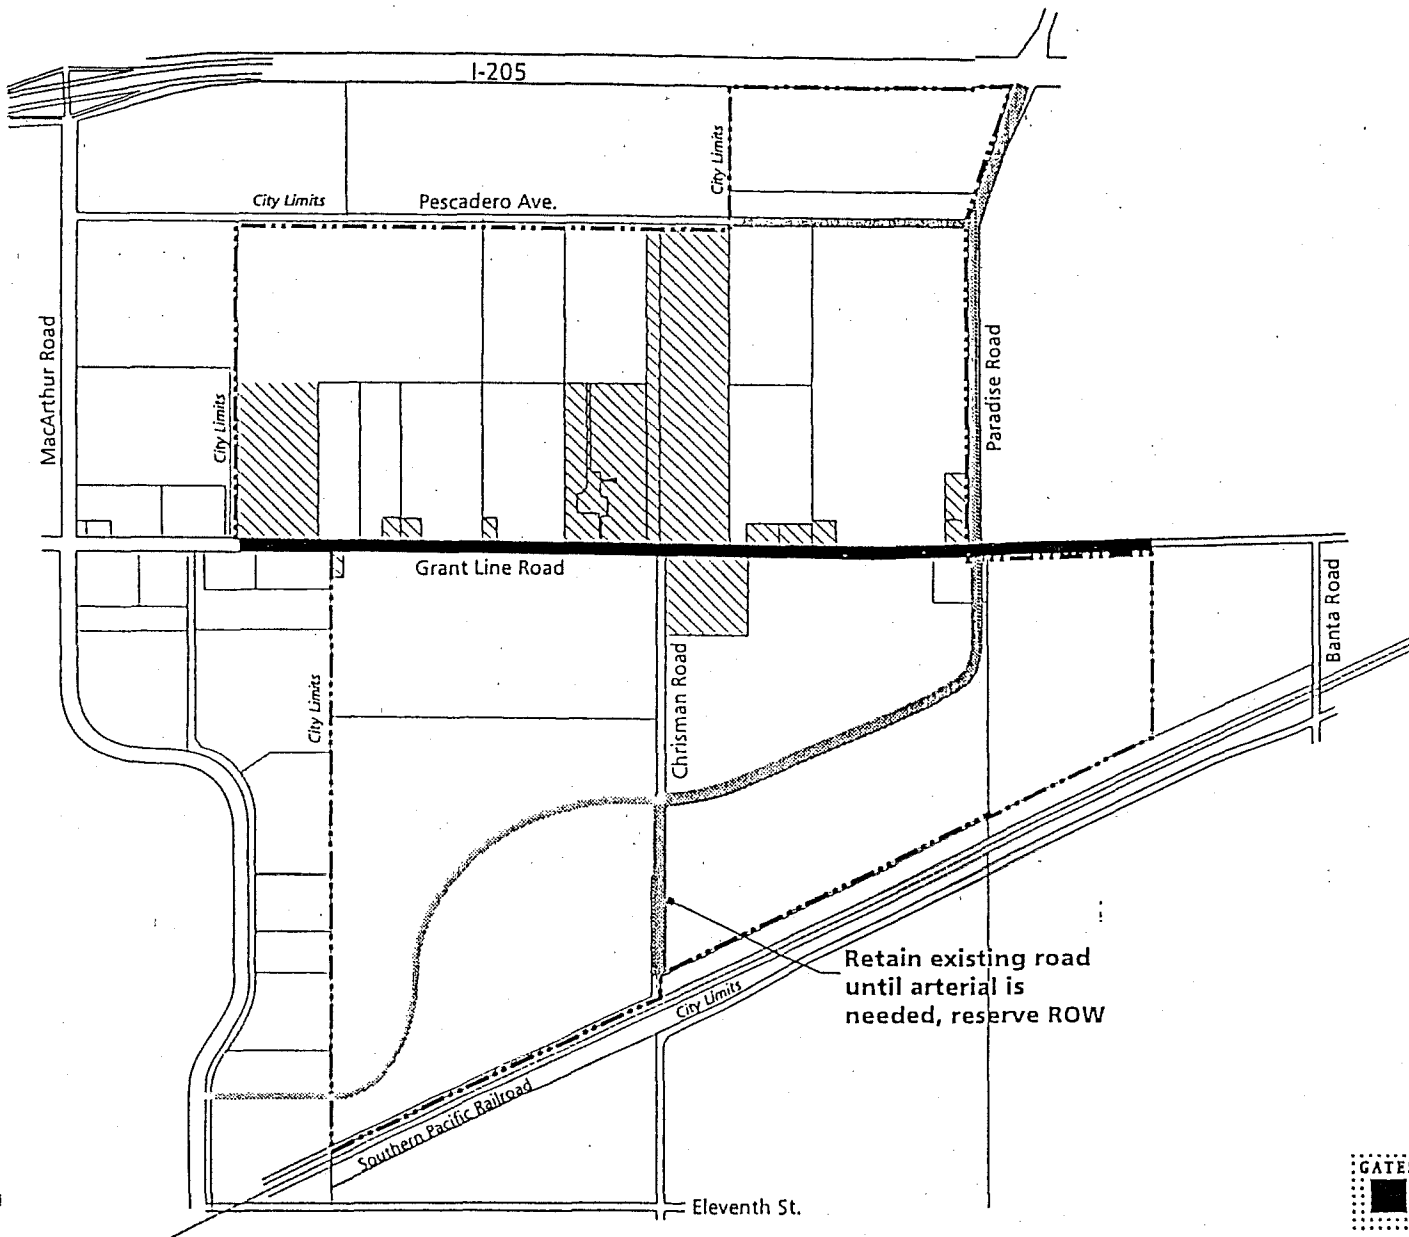 I-205
City Limits
City Limits
Pescadero Ave.
MacArthur Road
City Limits
Paradise Road
Grant Line Road
Banta Road
City Limits
Chrisman Road
Retain existing road
until arterial is
needed, reserve ROW
City Limits
Southern Pacific Railroad
Eleventh St.